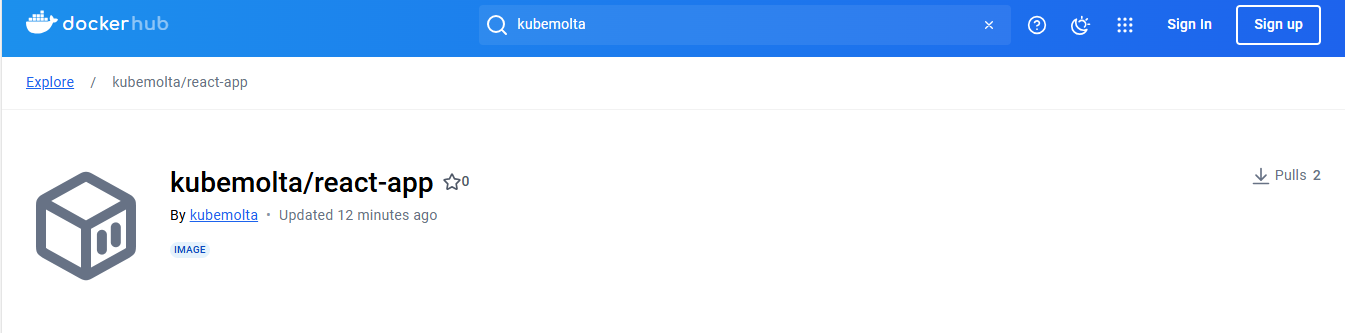 dockerhub kubemolta Sign In Sign up
Explore / kubemolta/react-app
kubemolta/react-app 0
Pulls 2
By kubemolta • Updated 12 minutes ago
IMAGE